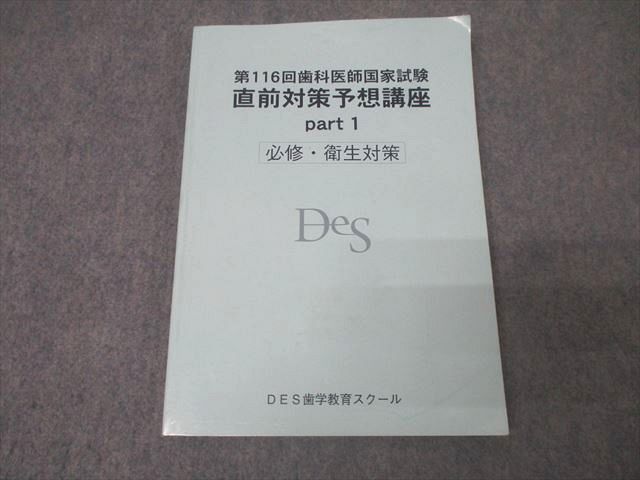 第116回歯科医師国家試験
直前対策予想講座
part 1
必修・衛生対策
DeS
DES歯学教育スクール